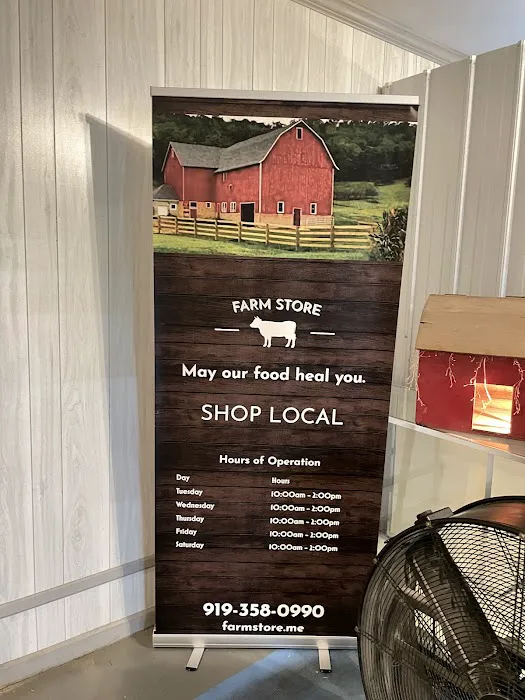 FARM STORE
May our food heal you.
SHOP LOCAL
Hours of Operation
Day Hours
Tuesday 10:00am - 2:00pm
Wednesday 10:00am - 2:00pm
Thursday 10:00am - 2:00pm
Friday 10:00am - 2:00pm
Saturday 10:00am - 2:00pm
919-358-0990
farmstore.me